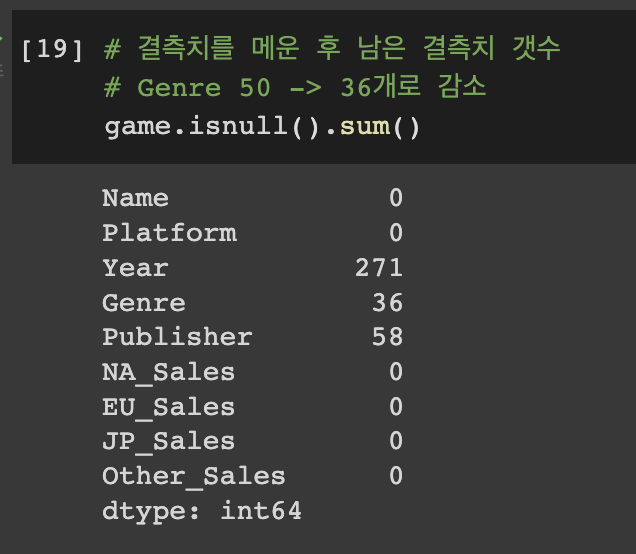 [19] # 결측치를 메운 후 남은 결측치 갯수
# Genre 50 -> 36개로 감소
game.isnull().sum()
Name 0
Platform 0
Year 271
Genre 36
Publisher 58
NA_Sales 0
EU_Sales 0
JP_Sales 0
Other_Sales 0
dtype: int64